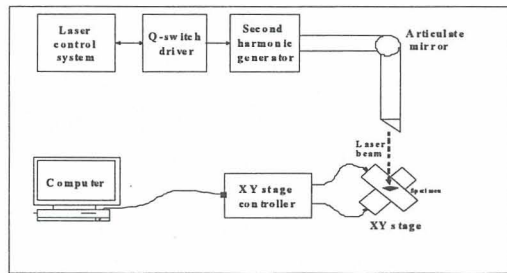 Laser
control
system
Q-switch
driver
Second
harmonic
generator
Articulate
mirror
Laser
beam
Computer
XY stage
controller
Specimen
XY stage